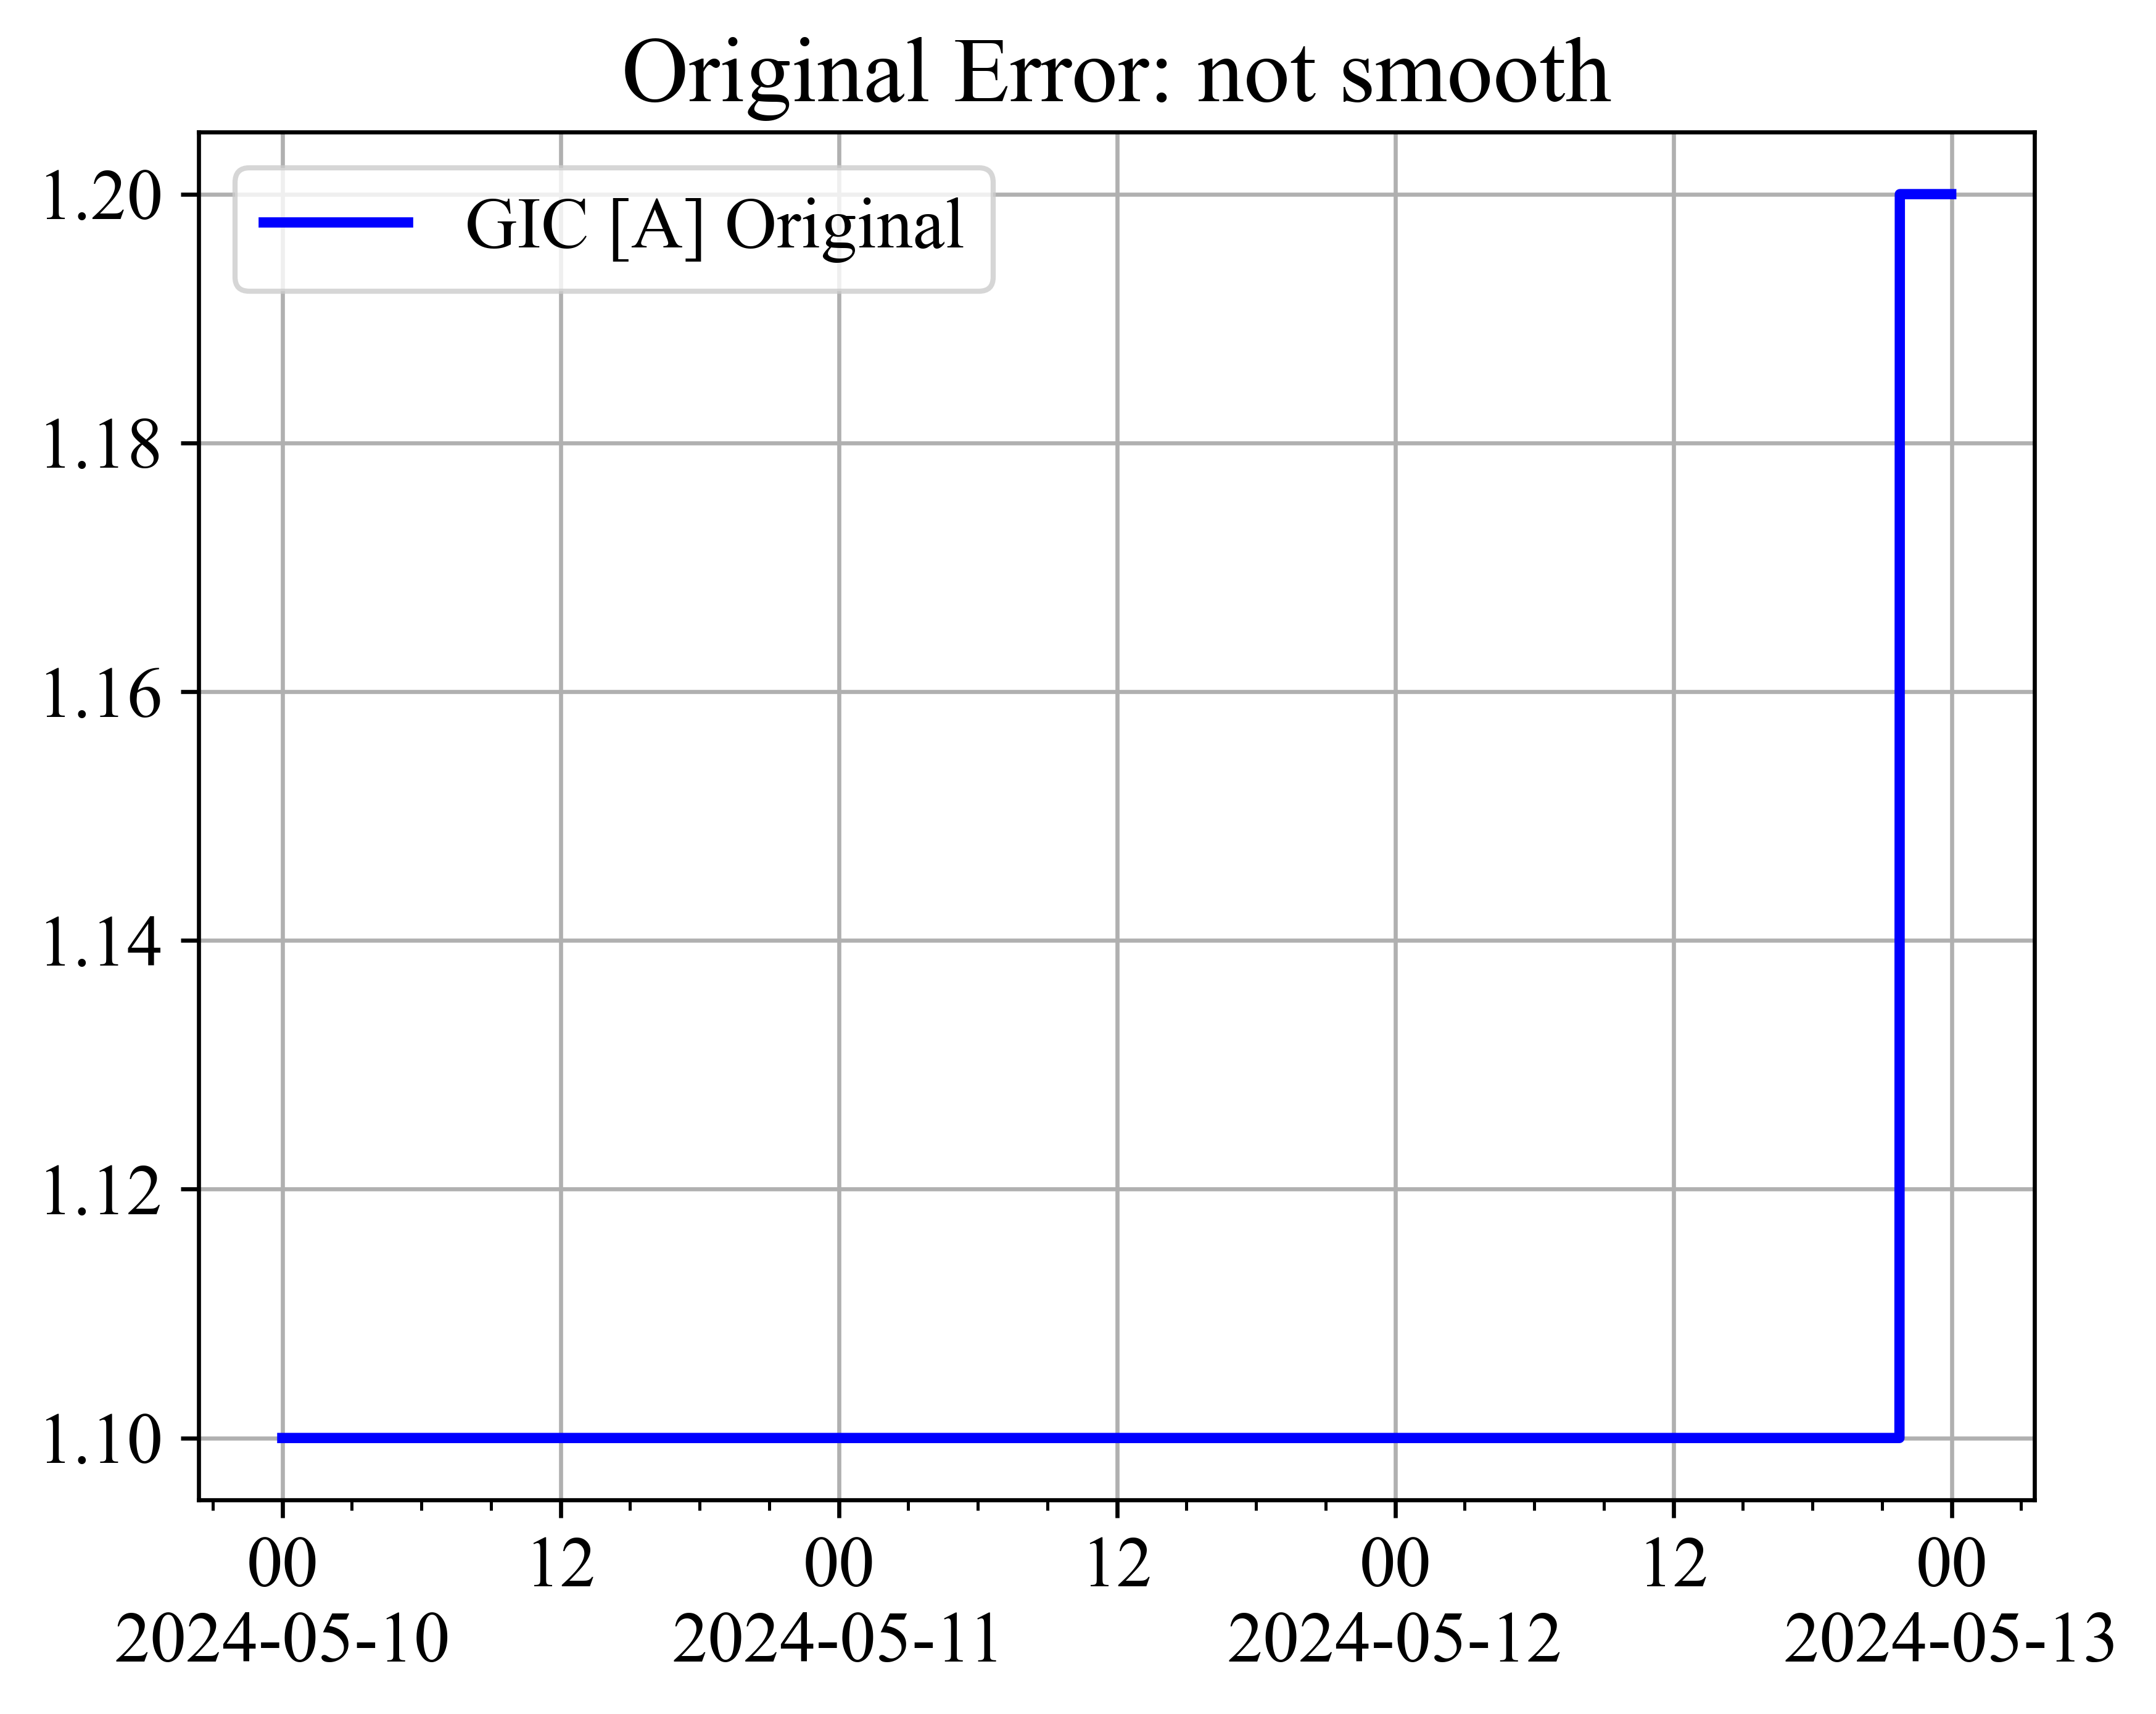 Original Error: not smooth
GIC [A] Original
1.20
1.18
1.16
1.14
1.12
1.10
00 12 00 12 00 12 00
2024-05-10 2024-05-11 2024-05-12 2024-05-13